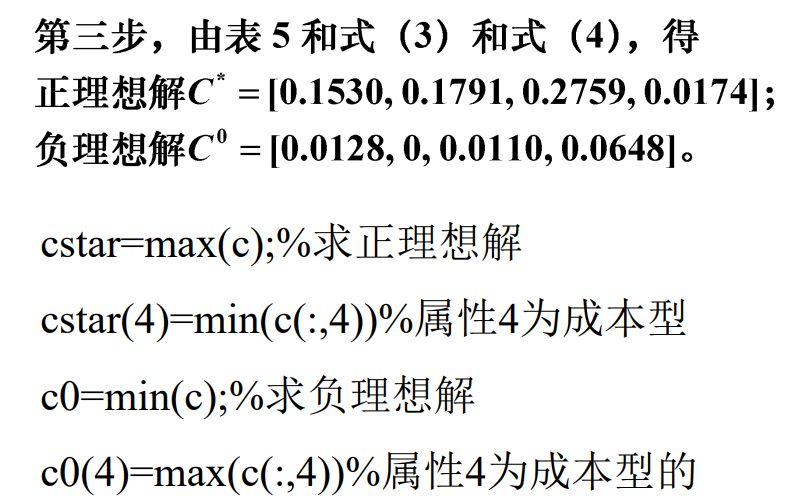 第三步，由表 5 和式（3）和式（4），得
正理想解C* = [0.1530, 0.1791, 0.2759, 0.0174]；
负理想解C⁰ = [0.0128, 0, 0.0110, 0.0648]。
cstar=max(c);%求正理想解
cstar(4)=min(c(:,4))%属性4为成本型
c0=min(c);%求负理想解
c0(4)=max(c(:,4))%属性4为成本型的